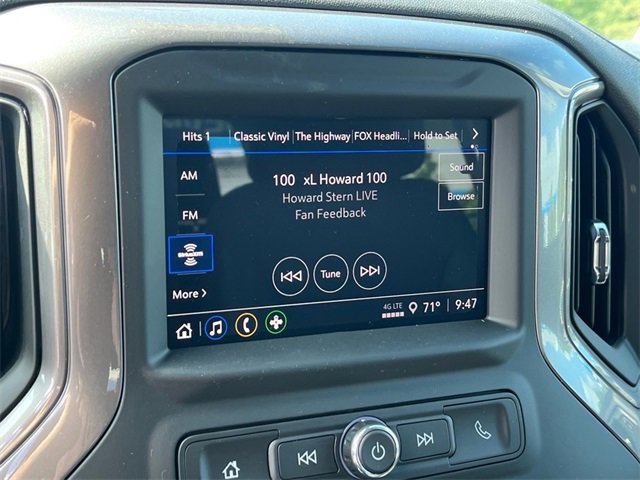 Hits 1 Classic Vinyl The Highway FOX Headli... Hold to Set
AM
100 xL Howard 100
Sound
Howard Stern LIVE
Browse
FM
Fan Feedback
SiriusXM
Tune
More
4G LTE
71° 9:47